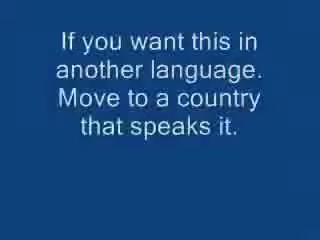 If you want this in
another language.
Move to a country
that speaks it.